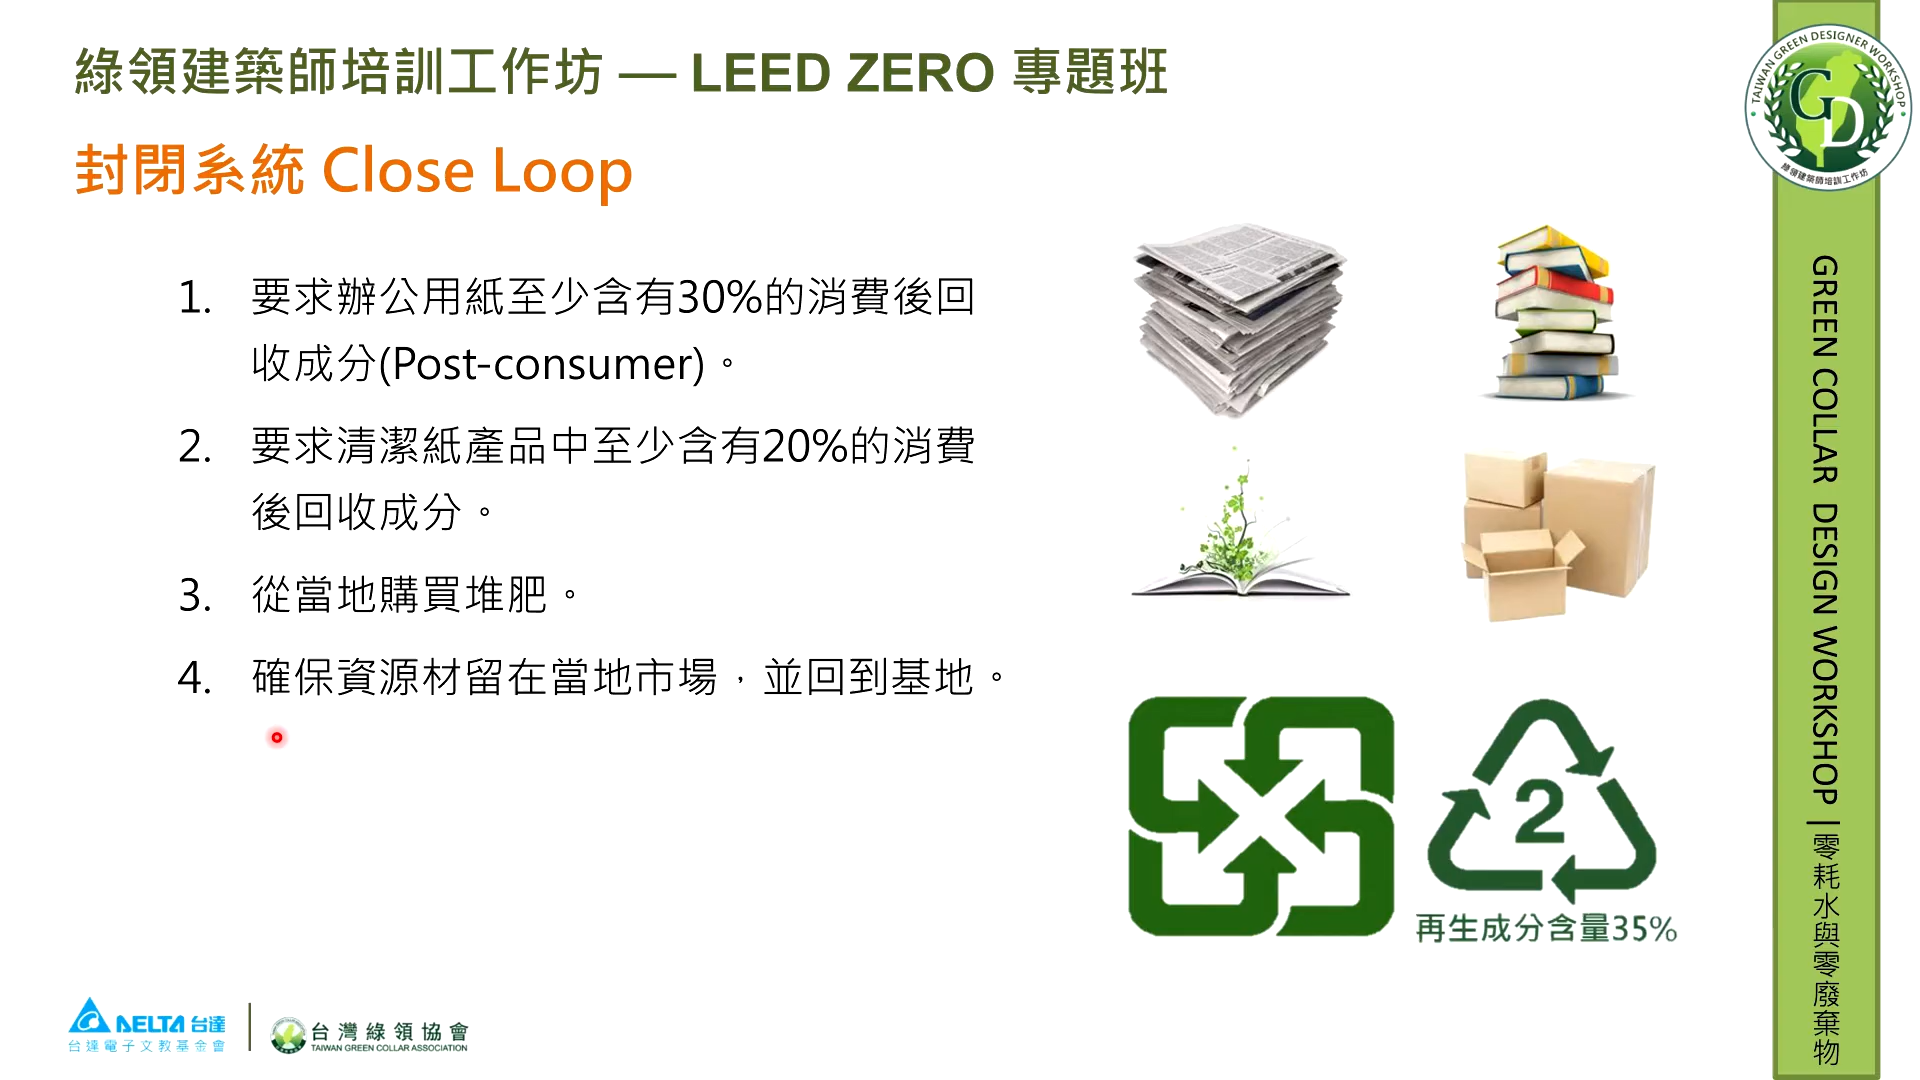 綠領建築師培訓工作坊 — LEED ZERO 專題班
封閉系統 Close Loop
1. 要求辦公用紙至少含有30%的消費後回
收成分(Post-consumer)。
2. 要求清潔紙產品中至少含有20%的消費
後回收成分。
3. 從當地購買堆肥。
4. 確保資源材留在當地市場，並回到基地。
2
再生成分含量35%
DELTA 台達
台達電子文教基金會
台灣綠領協會
TAIWAN GREEN COLLAR ASSOCIATION
TAIWAN GREEN DESIGNER WORKSHOP
GD
綠領建築師培訓工作坊
GREEN COLLAR DESIGN WORKSHOP | 零耗水與零廢棄物